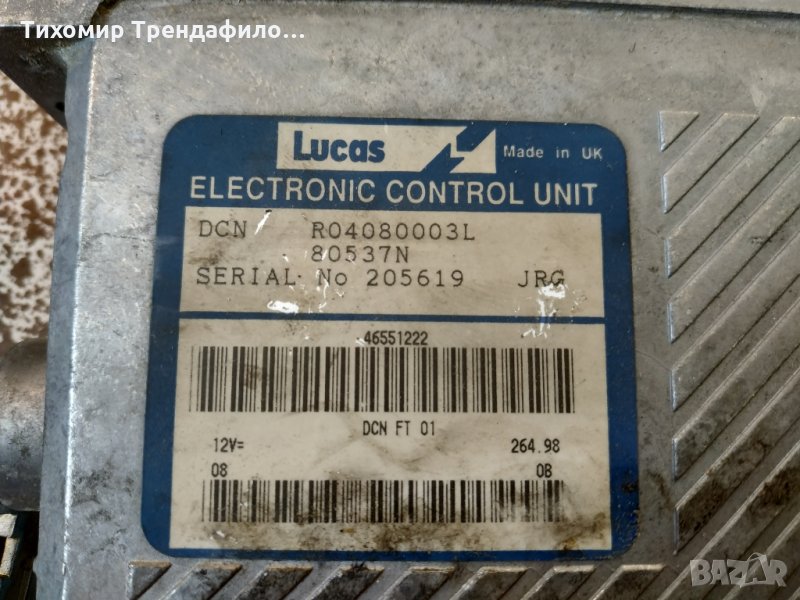 Тихомир Трендафило...
Lucas
Made in UK
ELECTRONIC CONTROL UNIT
DCN R04080003L
80537N
SERIAL No 205619 JRG
46551222
DCN FT 01
12V= 264.98
08 0B
BAZAR